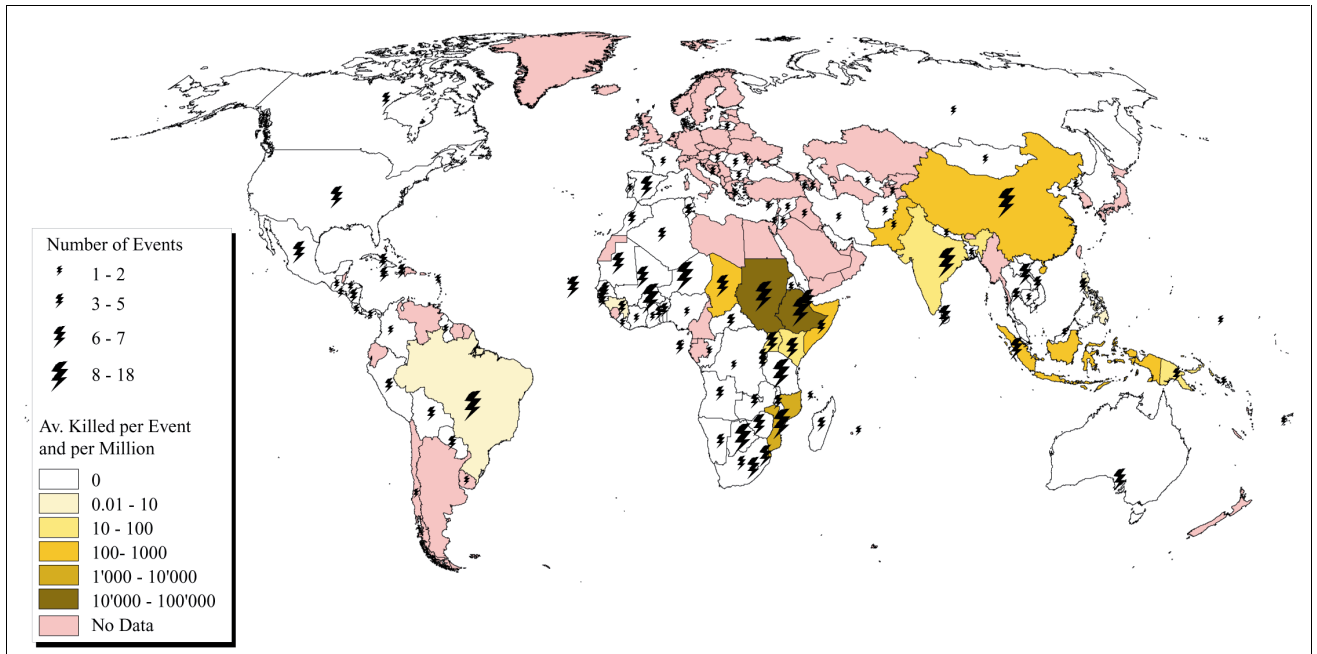 Number of Events
1 - 2
3 - 5
6 - 7
8 - 18
Av. Killed per Event
and per Million
0
0.01 - 10
10 - 100
100- 1000
1'000 - 10'000
10'000 - 100'000
No Data